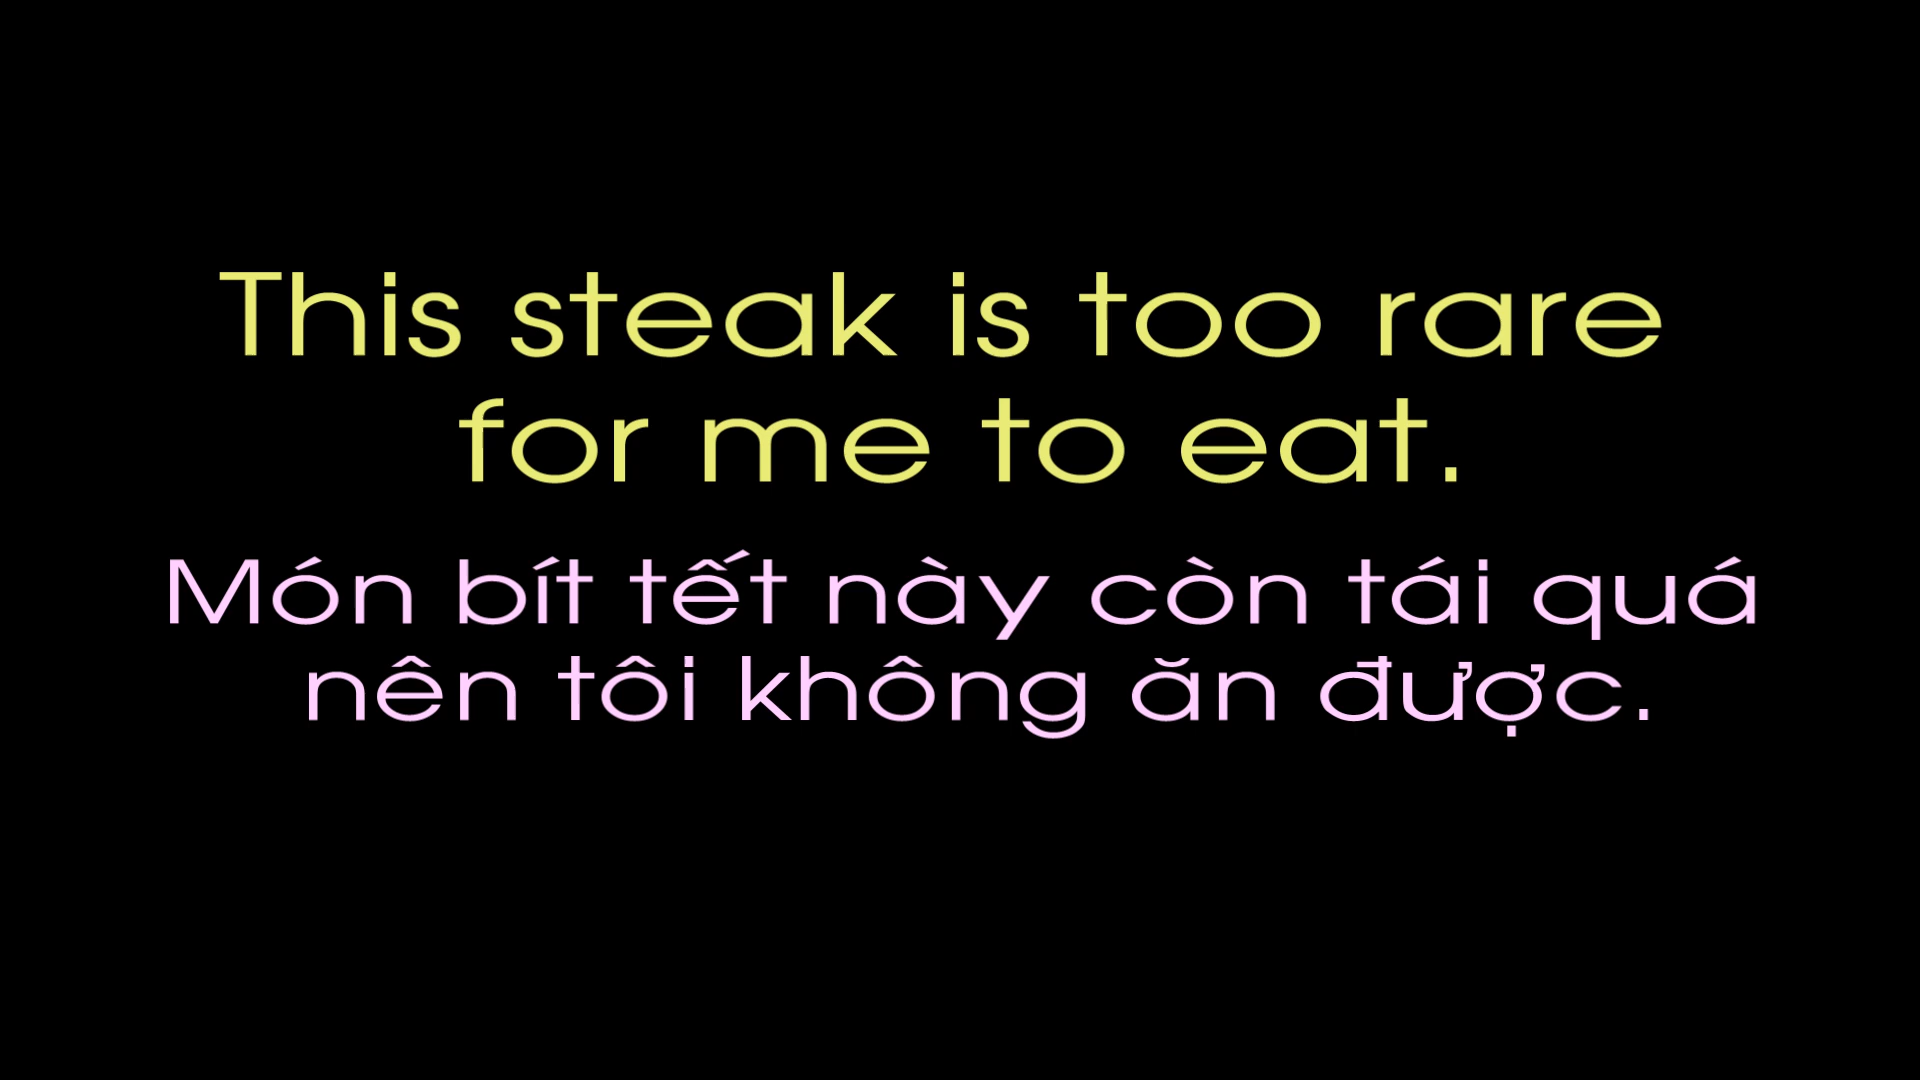 This steak is too rare
for me to eat.
Món bít tết này còn tái quá
nên tôi không ăn được.